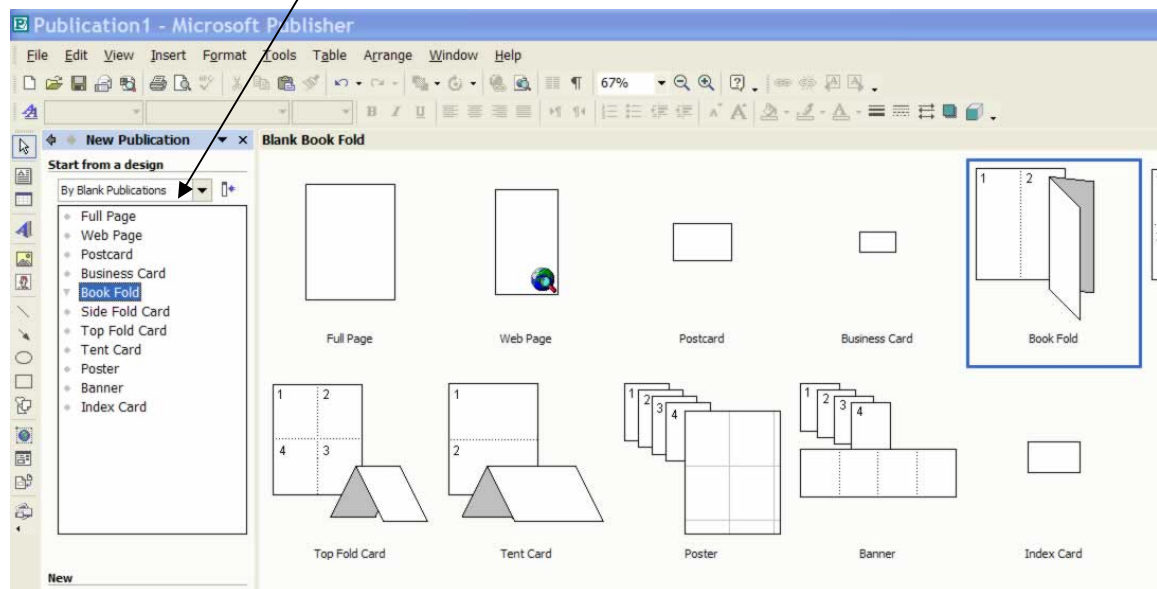 Publication1 - Microsoft Publisher
File Edit View Insert Format Tools Table Arrange Window Help
67%
B I U
New Publication
Blank Book Fold
Start from a design
By Blank Publications
Full Page
Web Page
Postcard
Business Card
Book Fold
Side Fold Card
Top Fold Card
Tent Card
Poster
Banner
Index Card
New
1 2
Full Page Web Page Postcard Business Card Book Fold
1 2
4 3
1
2
1 2 3 4
1 2 3 4
Top Fold Card Tent Card Poster Banner Index Card